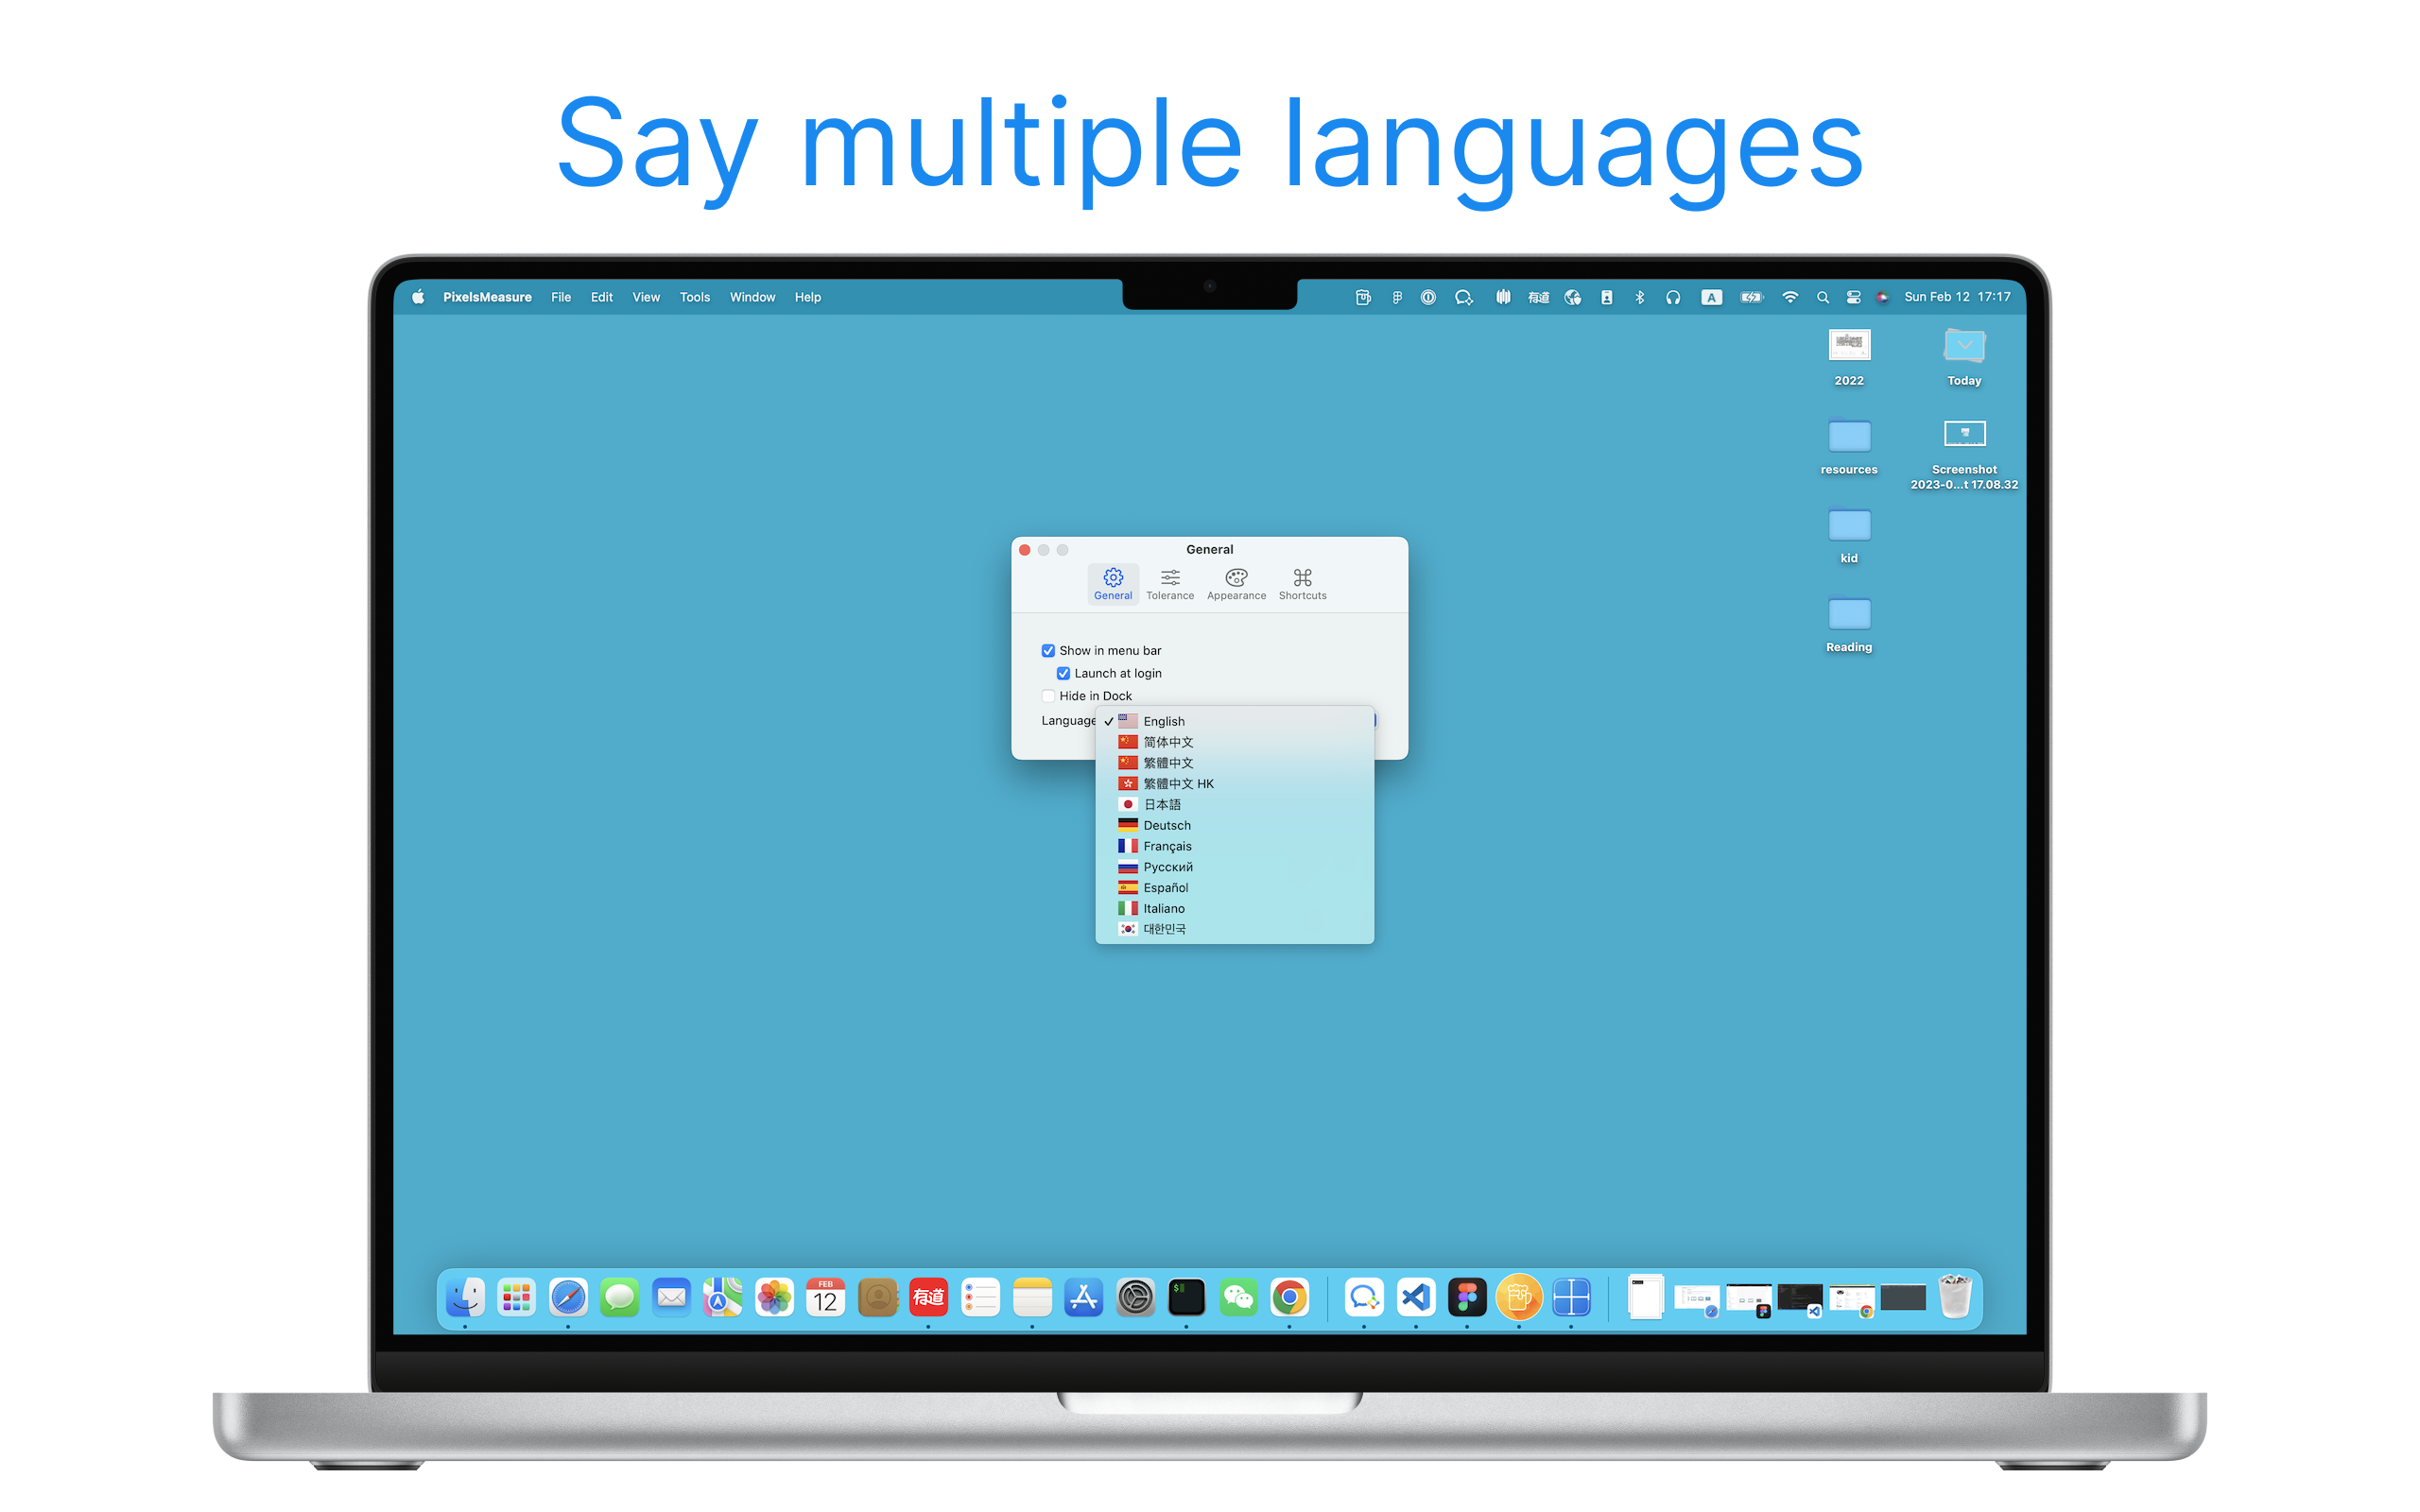 Say multiple languages
PixelsMeasure File Edit View Tools Window Help
有道 A Sun Feb 12 17:17
2022
Today
resources
Screenshot
2023-0...t 17.08.32
kid
Reading
General
General Tolerance Appearance Shortcuts
Show in menu bar
Launch at login
Hide in Dock
Language
English
简体中文
繁體中文
繁體中文 HK
日本語
Deutsch
Français
Русский
Español
Italiano
대한민국
FEB
12
有道
$